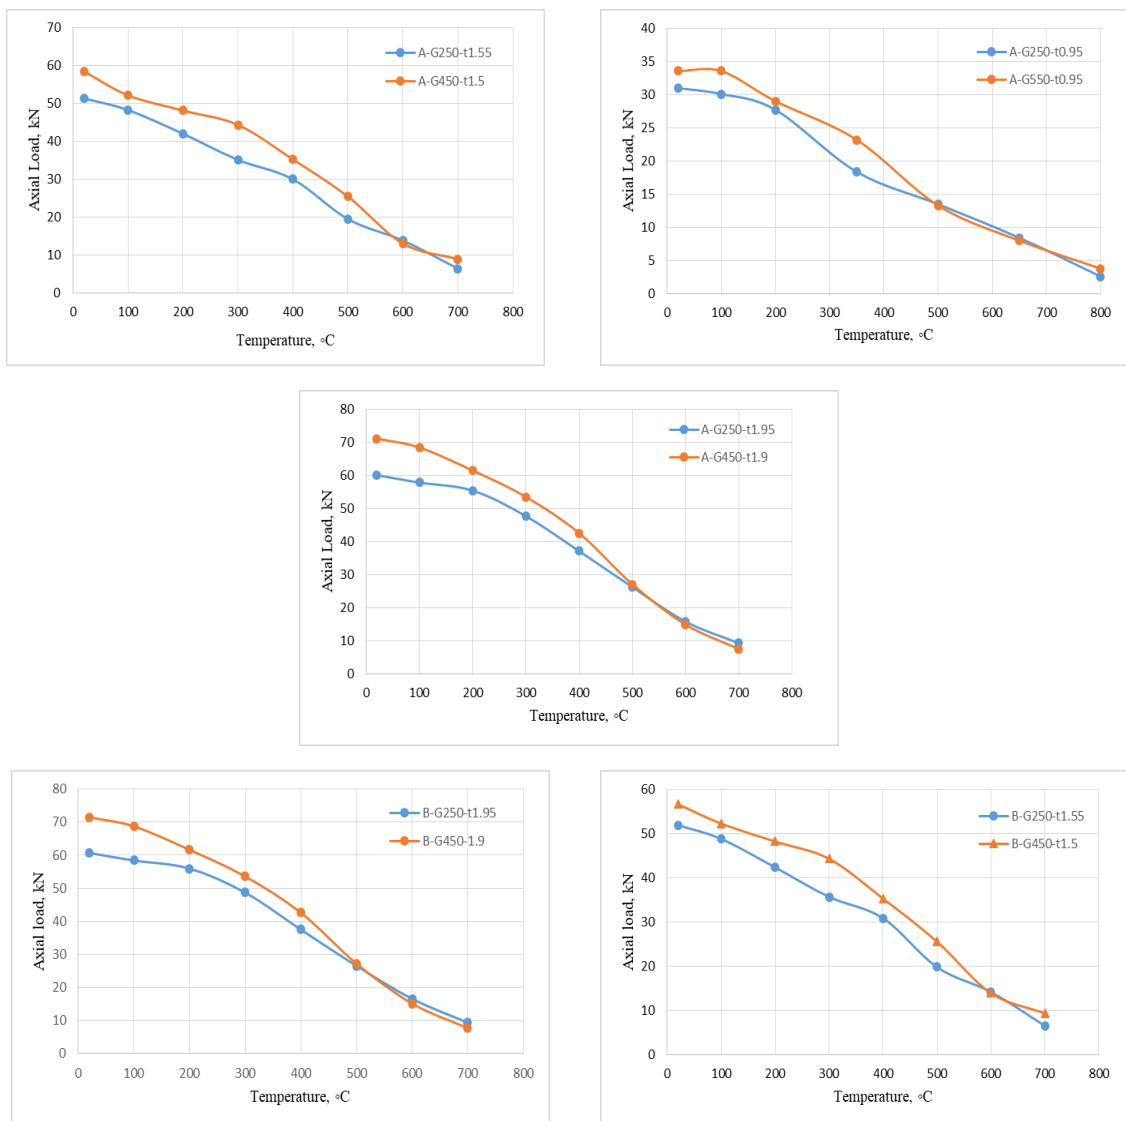 70
60
50
40
30
20
10
0
Axial Load, kN
A-G250-t1.55
A-G450-t1.5
0 100 200 300 400 500 600 700 800
Temperature, ◦C
40
35
30
25
20
15
10
5
0
Axial Load, kN
A-G250-t0.95
A-G550-t0.95
0 100 200 300 400 500 600 700 800
Temperature, ◦C
80
70
60
50
40
30
20
10
0
Axial Load, kN
A-G250-t1.95
A-G450-t1.9
0 100 200 300 400 500 600 700 800
Temperature, ◦C
80
70
60
50
40
30
20
10
0
Axial load, kN
B-G250-t1.95
B-G450-1.9
0 100 200 300 400 500 600 700 800
Temperature, ◦C
60
50
40
30
20
10
0
Axial load, kN
B-G250-t1.55
B-G450-t1.5
0 100 200 300 400 500 600 700 800
Temperature, ◦C